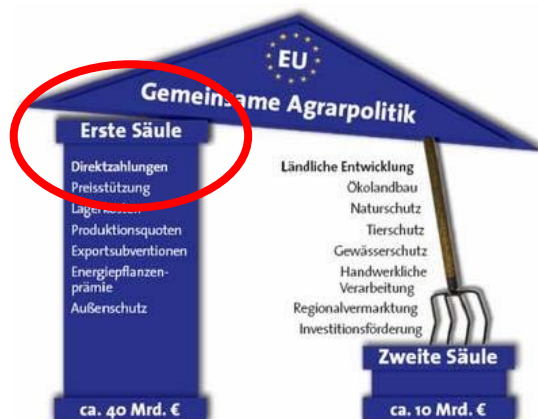 EU
Gemeinsame Agrarpolitik
Erste Säule
Direktzahlungen
Preisstützung
Lagerkosten
Produktionsquoten
Exportsubventionen
Energiepflanzen-
prämie
Außenschutz
ca. 40 Mrd. €
Ländliche Entwicklung
Ökolandbau
Naturschutz
Tierschutz
Gewässerschutz
Handwerkliche
Verarbeitung
Regionalvermarktung
Investitionsförderung
Zweite Säule
ca. 10 Mrd. €